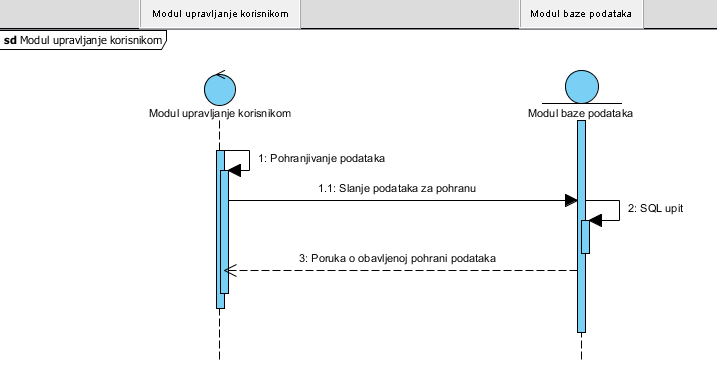 Modul upravljanje korisnikom
Modul baze podataka
sd Modul upravljanje korisnikom
Modul upravljanje korisnikom
Modul baze podataka
1: Pohranjivanje podataka
1.1: Slanje podataka za pohranu
2: SQL upit
3: Poruka o obavljenoj pohrani podataka